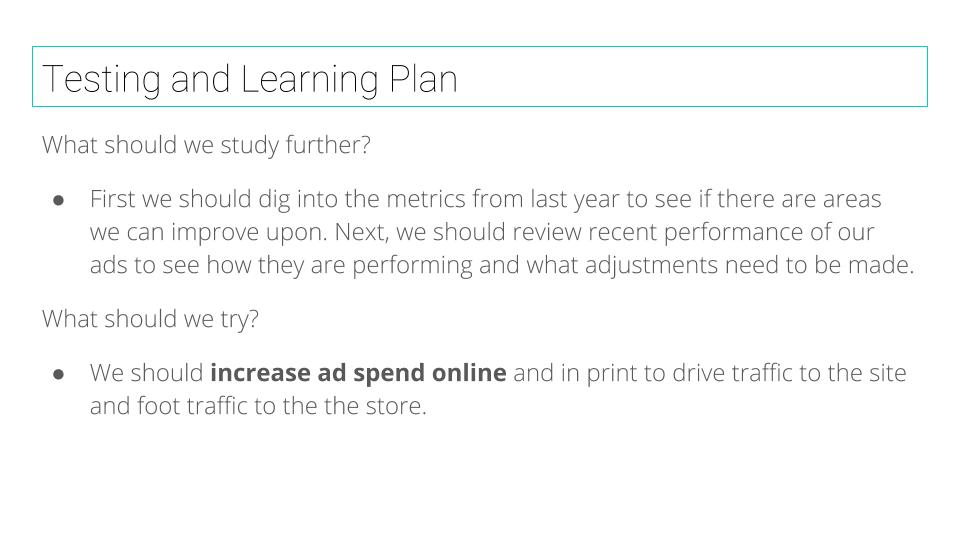 Testing and Learning Plan
What should we study further?
● First we should dig into the metrics from last year to see if there are areas
we can improve upon. Next, we should review recent performance of our
ads to see how they are performing and what adjustments need to be made.
What should we try?
● We should increase ad spend online and in print to drive traffic to the site
and foot traffic to the the store.